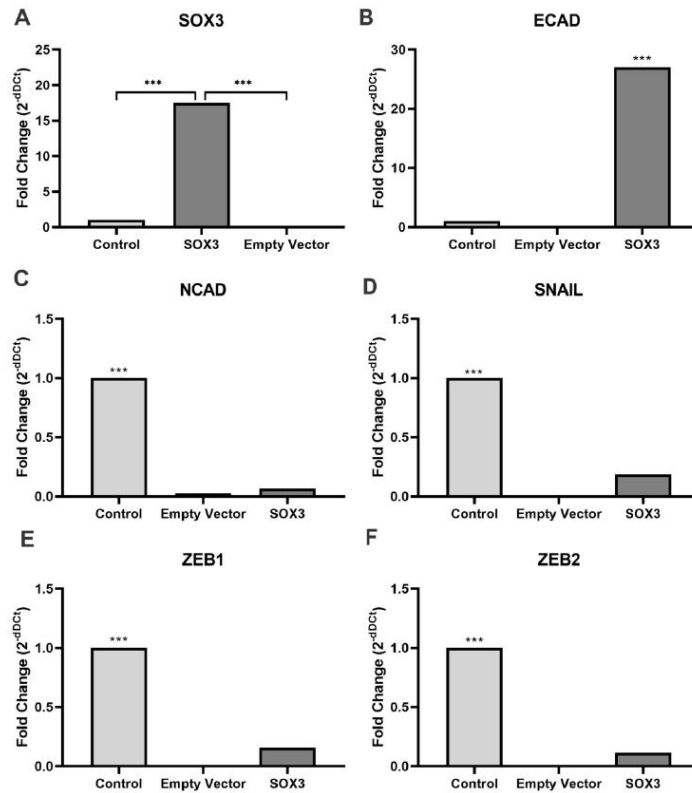 A
SOX3
Fold Change (2^-dDCt)
25
20
15
10
5
0
***
***
Control SOX3 Empty Vector
B
ECAD
Fold Change (2^-dDCt)
30
20
10
0
***
Control Empty Vector SOX3
C
NCAD
Fold Change (2^-dDCt)
1.5
1.0
0.5
0.0
***
Control Empty Vector SOX3
D
SNAIL
Fold Change (2^-dDCt)
1.5
1.0
0.5
0.0
***
Control Empty Vector SOX3
E
ZEB1
Fold Change (2^-dDCt)
1.5
1.0
0.5
0.0
***
Control Empty Vector SOX3
F
ZEB2
Fold Change (2^-dDCt)
1.5
1.0
0.5
0.0
***
Control Empty Vector SOX3